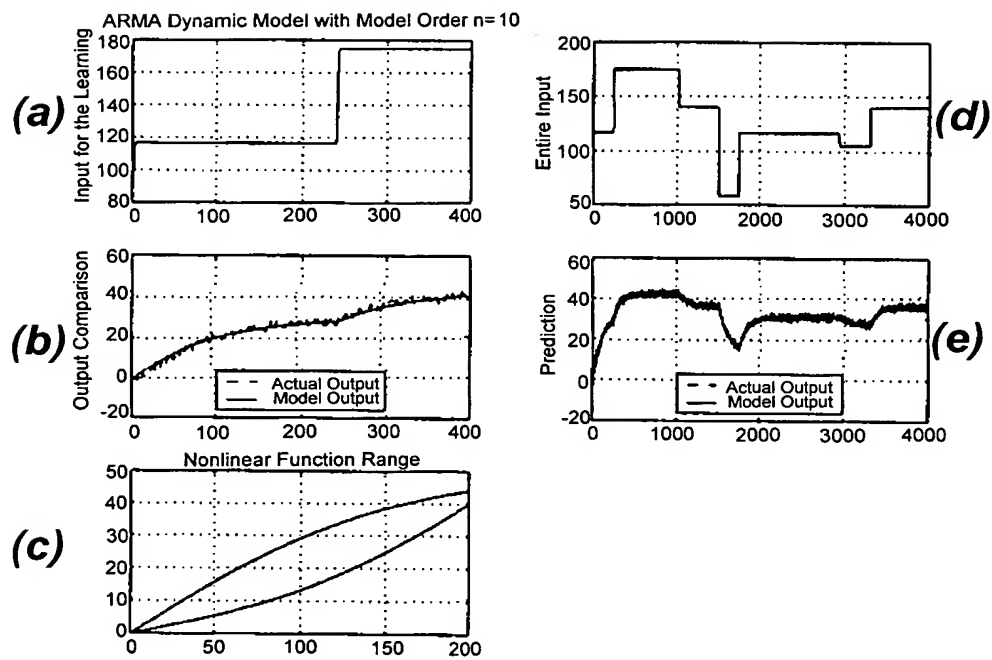 ARMA Dynamic Model with Model Order n=10
(a)
Input for the Learning
180
160
140
120
100
80
0 100 200 300 400
(b)
Output Comparison
60
40
20
0
-20
Actual Output
Model Output
0 100 200 300 400
Nonlinear Function Range
(c)
50
40
30
20
10
0
0 50 100 150 200
(d)
Entire Input
200
150
100
50
0 1000 2000 3000 4000
(e)
Prediction
60
40
20
0
-20
Actual Output
Model Output
0 1000 2000 3000 4000